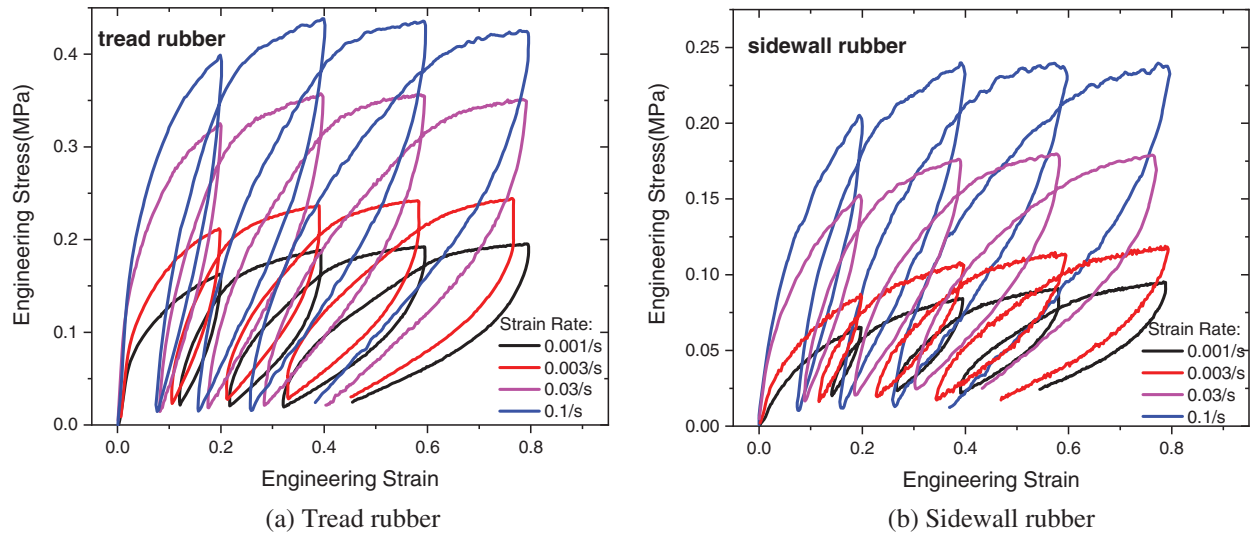 tread rubber
Engineering Stress(MPa)
0.4
0.3
0.2
0.1
0.0
0.0 0.2 0.4 0.6 0.8
Engineering Strain
Strain Rate:
0.001/s
0.003/s
0.03/s
0.1/s
(a) Tread rubber
sidewall rubber
Engineering Stress(MPa)
0.25
0.20
0.15
0.10
0.05
0.00
0.0 0.2 0.4 0.6 0.8
Engineering Strain
Strain Rate:
0.001/s
0.003/s
0.03/s
0.1/s
(b) Sidewall rubber